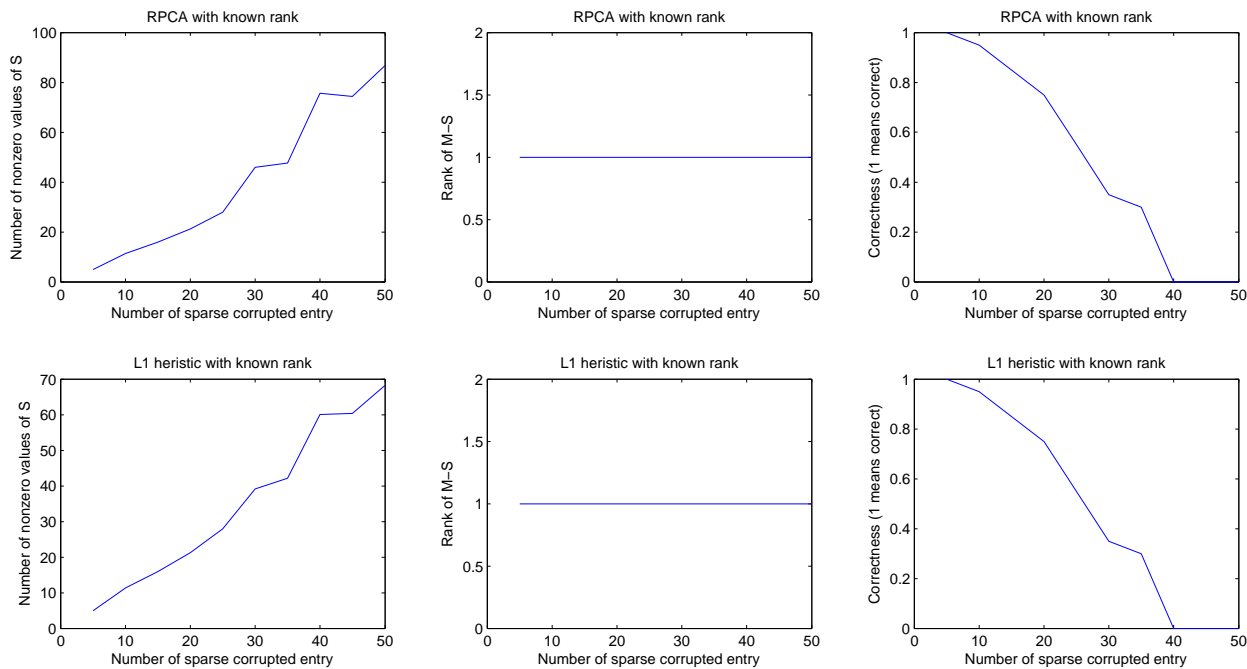 RPCA with known rank
Number of nonzero values of S
100
80
60
40
20
0
0 10 20 30 40 50
Number of sparse corrupted entry
RPCA with known rank
Rank of M−S
2
1.5
1
0.5
0
0 10 20 30 40 50
Number of sparse corrupted entry
RPCA with known rank
Correctness (1 means correct)
1
0.8
0.6
0.4
0.2
0
0 10 20 30 40 50
Number of sparse corrupted entry
L1 heristic with known rank
Number of nonzero values of S
70
60
50
40
30
20
10
0
0 10 20 30 40 50
Number of sparse corrupted entry
L1 heristic with known rank
Rank of M−S
2
1.5
1
0.5
0
0 10 20 30 40 50
Number of sparse corrupted entry
L1 heristic with known rank
Correctness (1 means correct)
1
0.8
0.6
0.4
0.2
0
0 10 20 30 40 50
Number of sparse corrupted entry